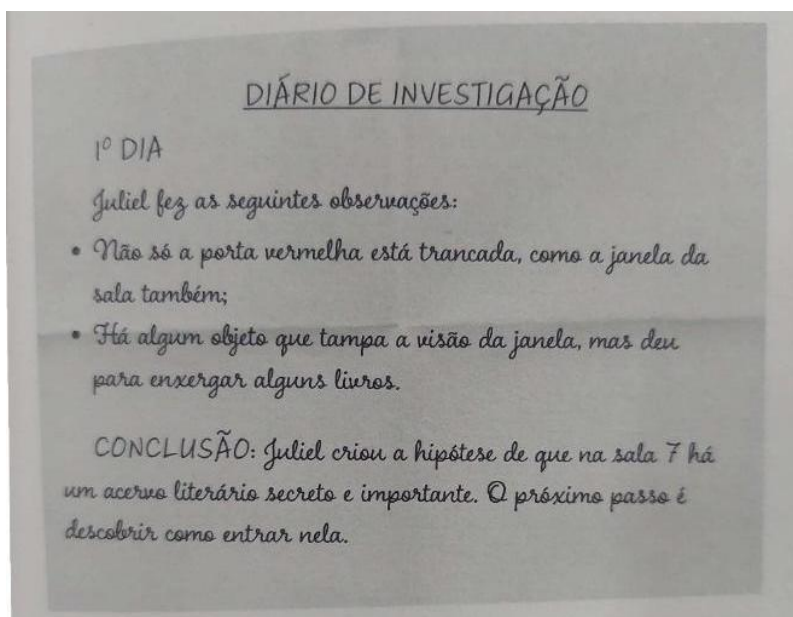 DIÁRIO DE INVESTIGAÇÃO
1º DIA
Juliel fez as seguintes observações:
• Não só a porta vermelha está trancada, como a janela da
sala também;
• Há algum objeto que tampa a visão da janela, mas deu
para enxergar alguns livros.
CONCLUSÃO: Juliel criou a hipótese de que na sala 7 há
um acervo literário secreto e importante. O próximo passo é
descobrir como entrar nela.